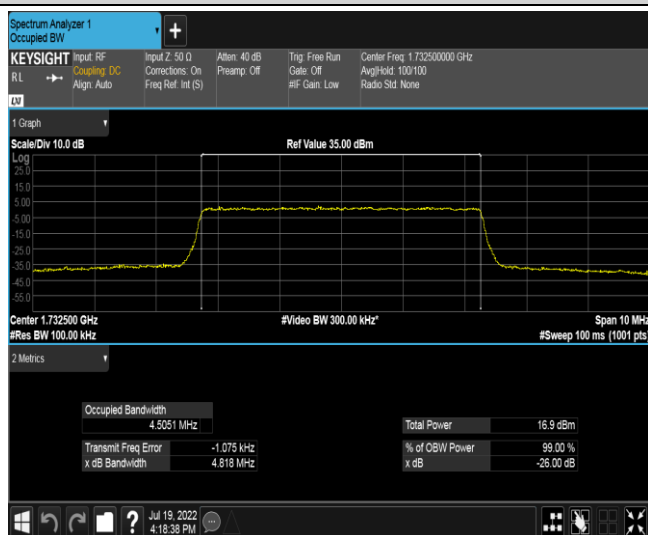 Spectrum Analyzer 1
Occupied BW
+
KEYSIGHT
RL
LXI
Input: RF
Coupling: DC
Align: Auto
Input Z: 50 Ω
Corrections: On
Freq Ref: Int (S)
Atten: 40 dB
Preamp: Off
Trig: Free Run
Gate: Off
#IF Gain: Low
Center Freq: 1.732500000 GHz
Avg|Hold: 100/100
Radio Std: None
1 Graph
Scale/Div 10.0 dB
Ref Value 35.00 dBm
Log
25.0
15.0
5.00
-5.00
-15.0
-25.0
-35.0
-45.0
-55.0
Center 1.732500 GHz
#Video BW 300.00 kHz*
Span 10 MHz
#Res BW 100.00 kHz
#Sweep 100 ms (1001 pts)
2 Metrics
Occupied Bandwidth
4.5051 MHz
Total Power 16.9 dBm
Transmit Freq Error -1.075 kHz
% of OBW Power 99.00 %
x dB Bandwidth 4.818 MHz
x dB -26.00 dB
?
Jul 19, 2022
4:18:38 PM